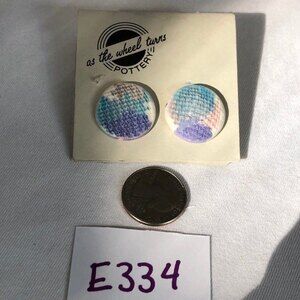 as the wheel turns
POTTERY
E334